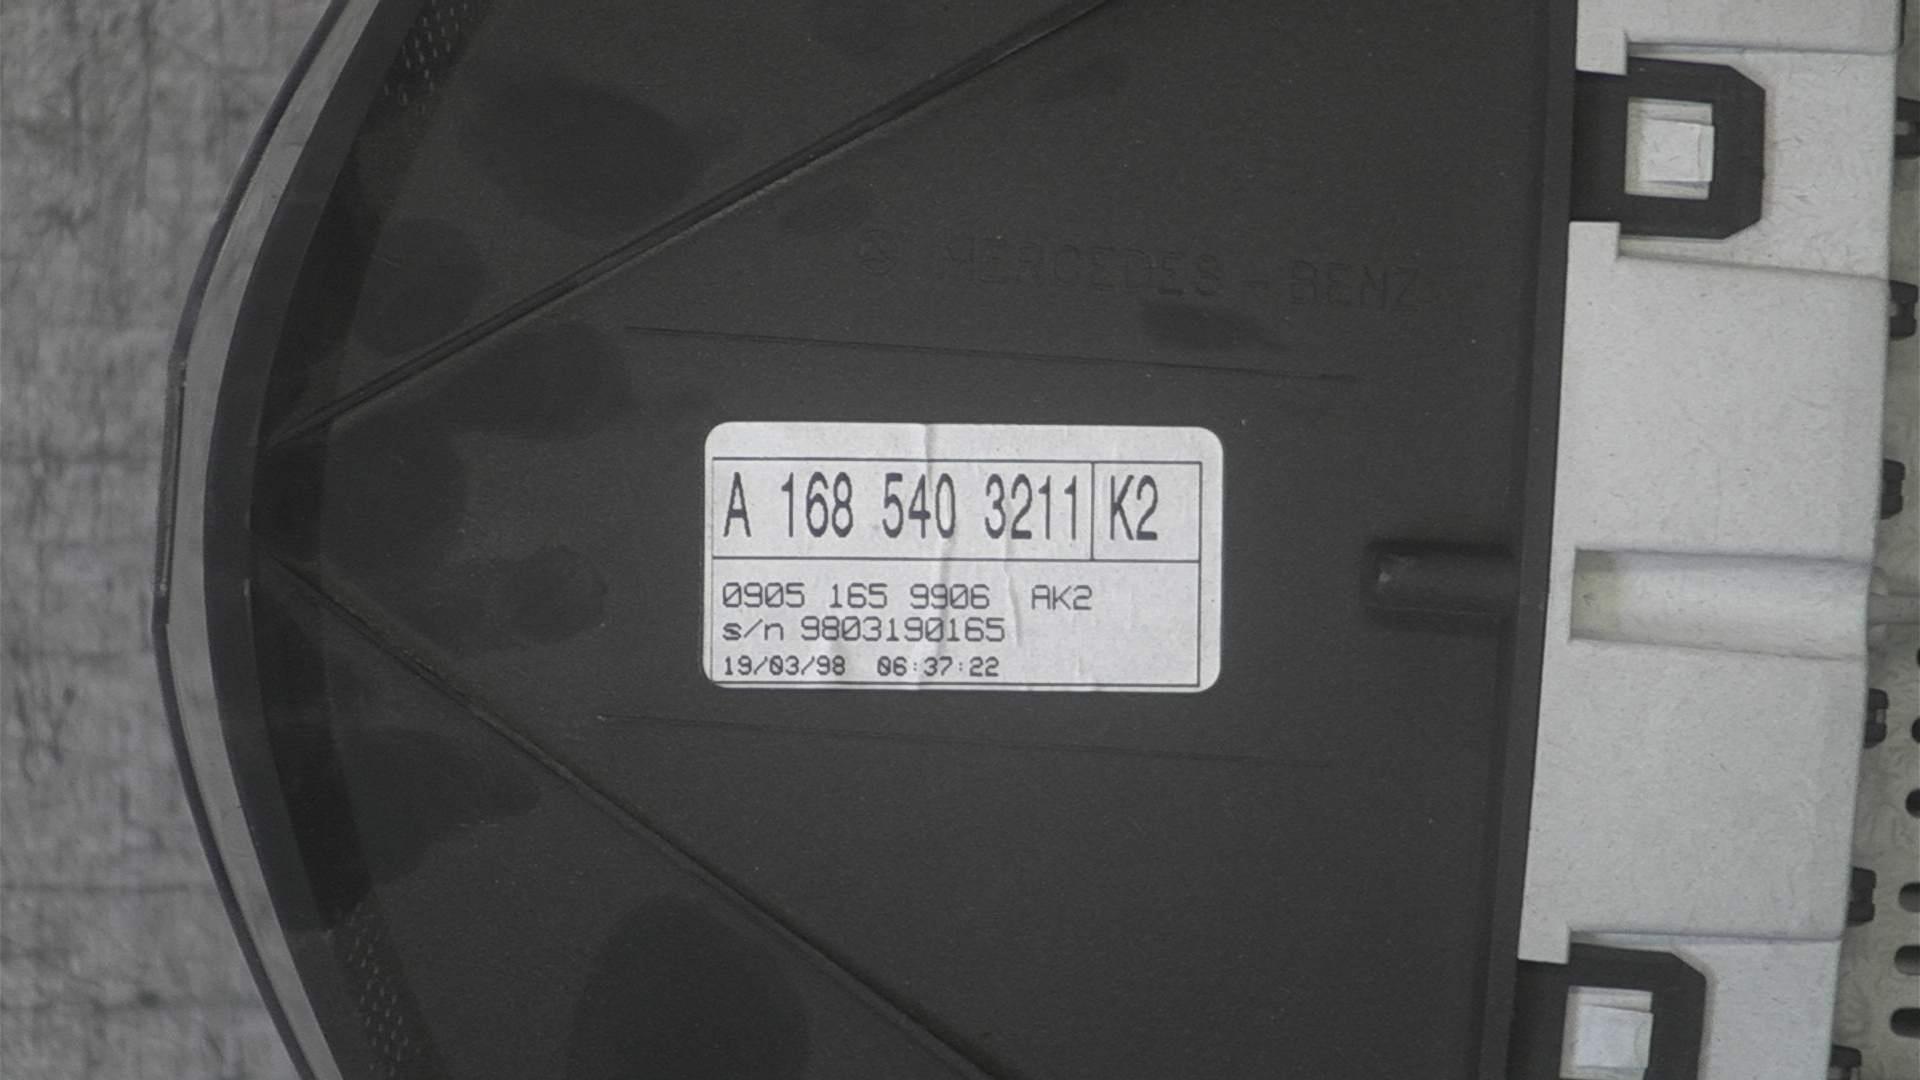 MERCEDES - BENZ
A 168 540 3211 K2
0905 165 9906 AK2
s/n 9803190165
19/03/98 06:37:22